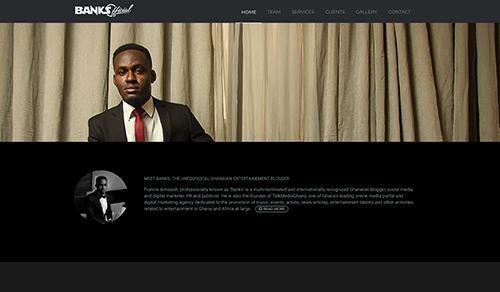 BANKS Official
HOME TEAM SERVICES CLIENTS GALLERY CONTACT
MEET BANKS, THE UNEQUIVOCAL GHANAIAN ENTERTAINEMENT BLOGGER
Francis Amissah, professionally known as 'Banks' is a multi-nominated and internationally recognized Ghanaian blogger, social media
and digital marketer, PR and publicist. He is also the founder of TalkMediaGhana, one of Ghana's leading online media portal and
digital marketing agency dedicated to the promotion of music, events, artists, news articles, entertainment talents and other activities
related to entertainment in Ghana and Africa at large. READ MORE